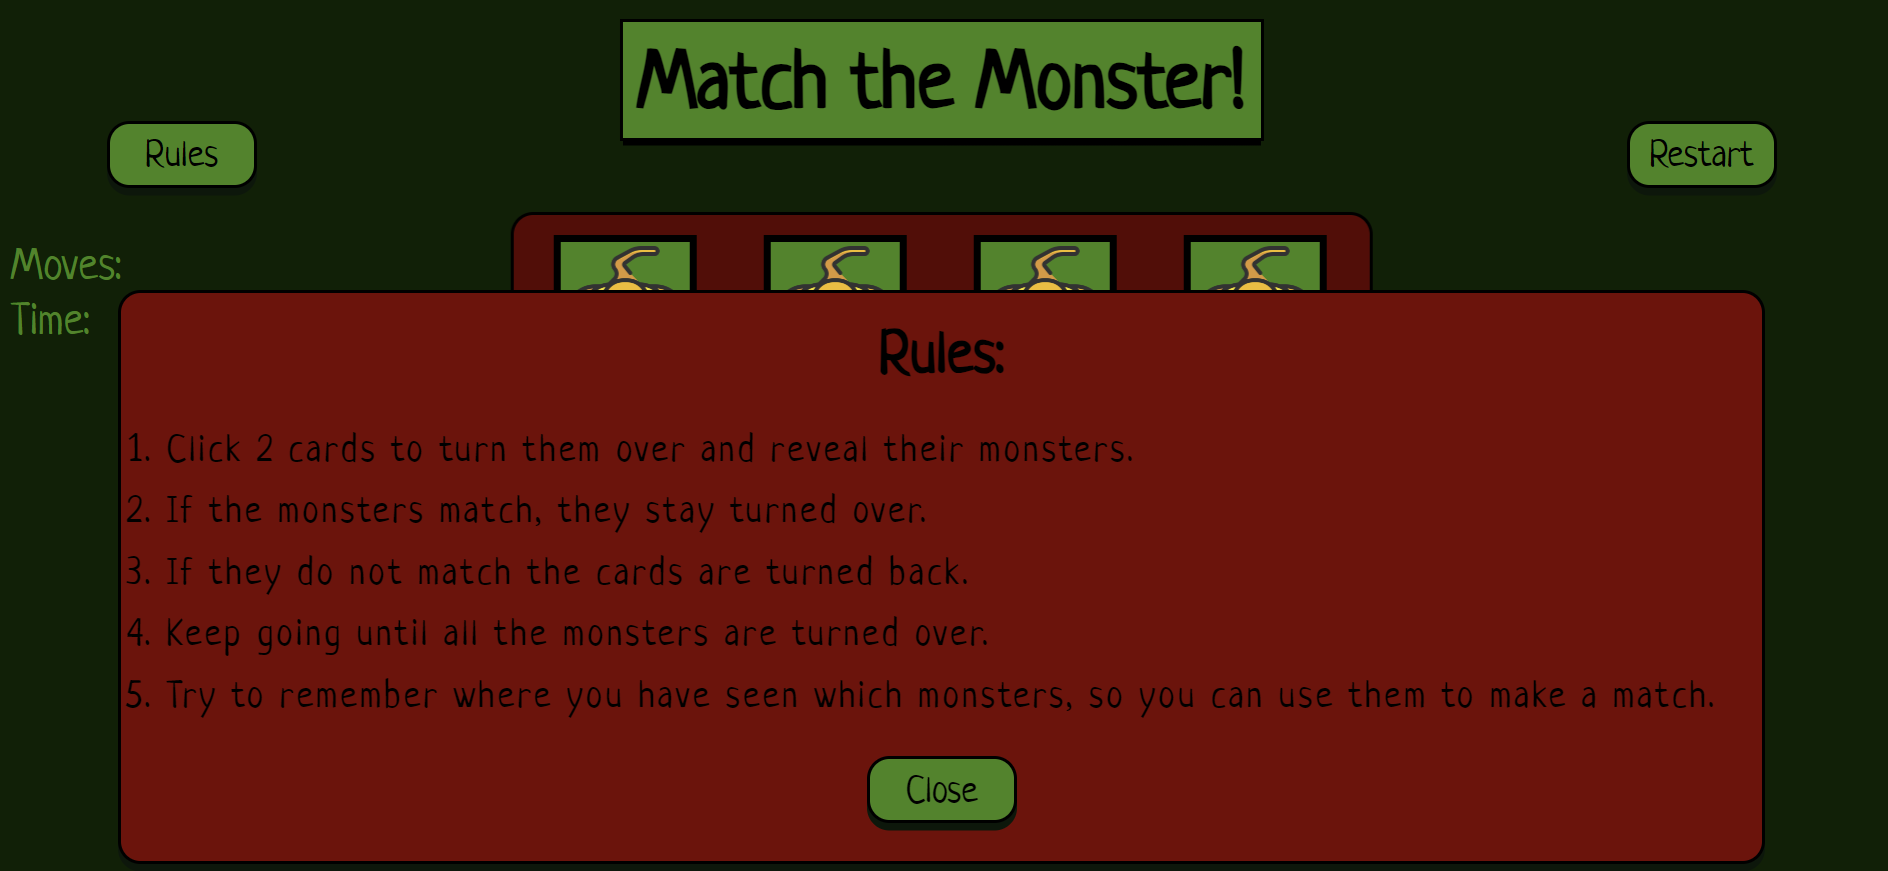 Match the Monster!
Rules
Restart
Moves:
Time:
Rules:
1. Click 2 cards to turn them over and reveal their monsters.
2. If the monsters match, they stay turned over.
3. If they do not match the cards are turned back.
4. Keep going until all the monsters are turned over.
5. Try to remember where you have seen which monsters, so you can use them to make a match.
Close